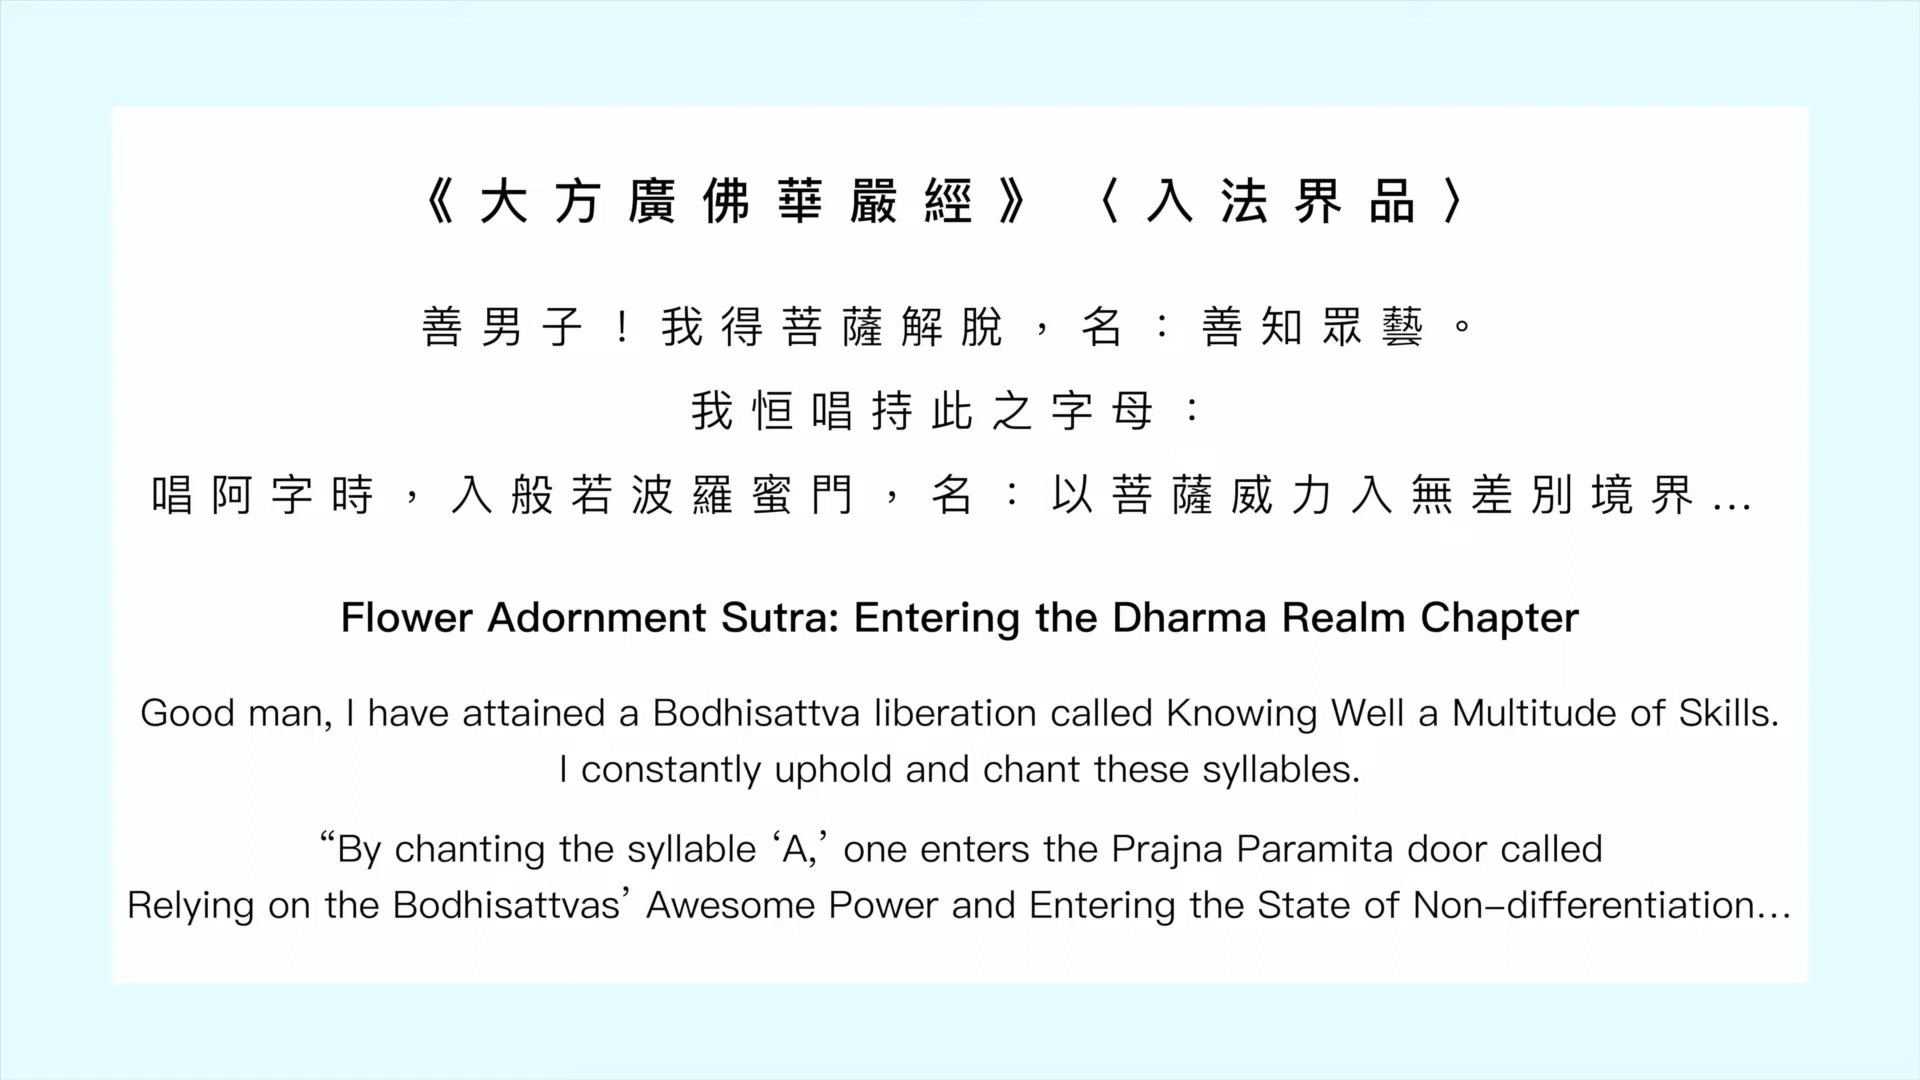 《大方廣佛華嚴經》〈入法界品〉
善男子！我得菩薩解脫，名：善知眾藝。
我恒唱持此之字母：
唱阿字時，入般若波羅蜜門，名：以菩薩威力入無差別境界...
Flower Adornment Sutra: Entering the Dharma Realm Chapter
Good man, I have attained a Bodhisattva liberation called Knowing Well a Multitude of Skills.
I constantly uphold and chant these syllables.
“By chanting the syllable ‘A,’ one enters the Prajna Paramita door called
Relying on the Bodhisattvas’ Awesome Power and Entering the State of Non–differentiation...